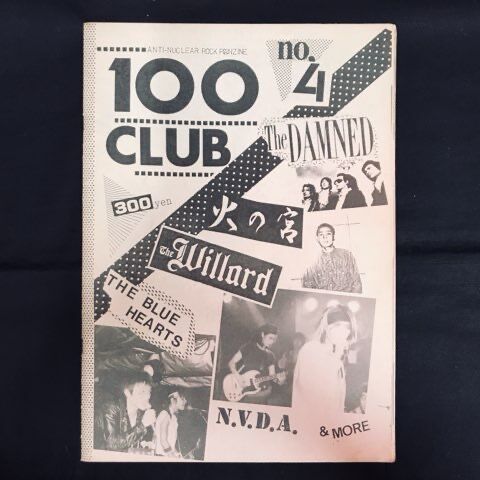 ANTI-NUCLEAR ROCK FANZINE
100
CLUB
no.
4
The DAMNED
300 yen
火の宮
The Willard
THE BLUE
HEARTS
N.V.D.A.
& MORE